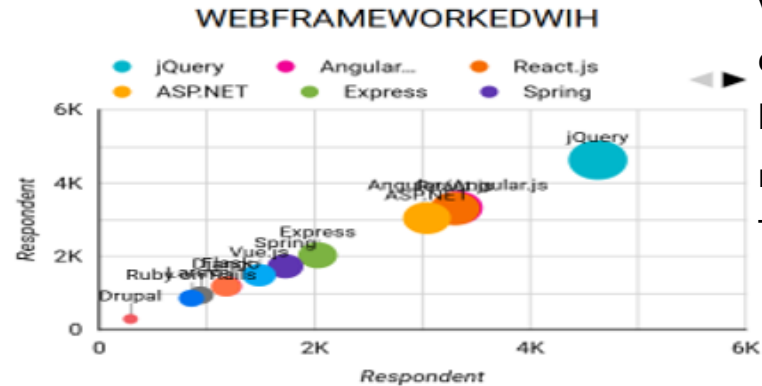 WEBFRAMEWORKEDWIH
jQuery Angular... React.js
ASP.NET Express Spring
6K
jQuery
4K
ASP.NET
Express
Spring
2K
Vue.js
Drupal
0
0 2K 4K 6K
Respondent
Respondent